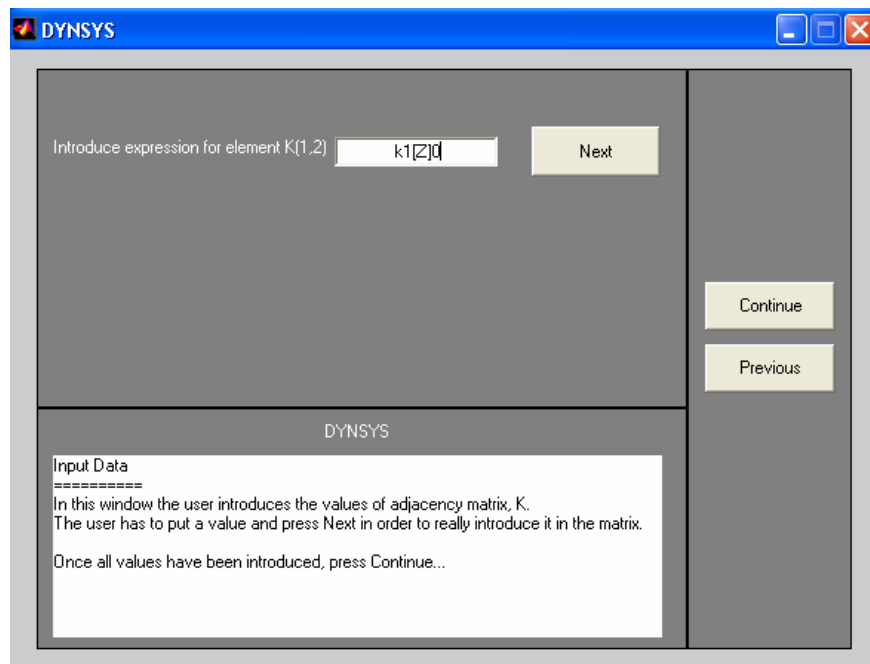 DYNSYS
Introduce expression for element K(1,2)
k1[Z]0
Next
Continue
Previous
DYNSYS
Input Data
==========
In this window the user introduces the values of adjacency matrix, K.
The user has to put a value and press Next in order to really introduce it in the matrix.
Once all values have been introduced, press Continue...